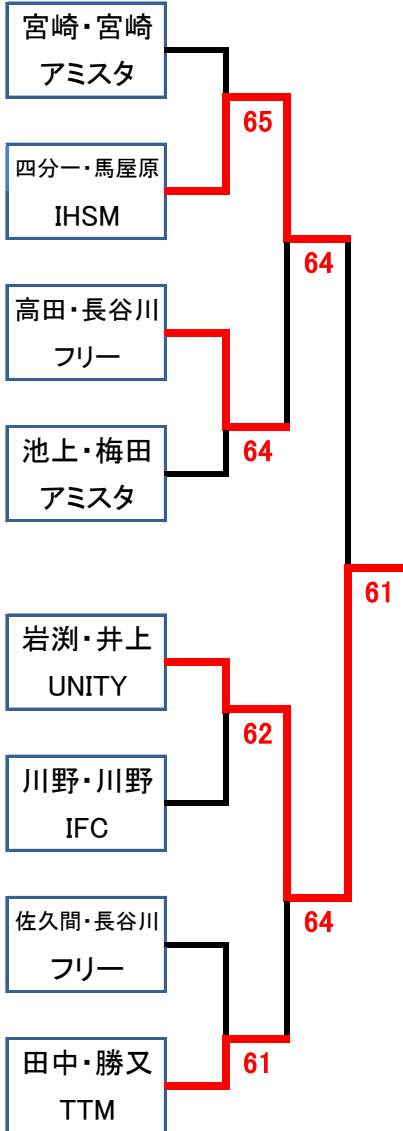 宮崎・宮崎
アミスタ
65
四分一・馬屋原
IHSM
64
高田・長谷川
フリー
64
池上・梅田
アミスタ
61
岩渕・井上
UNITY
62
川野・川野
IFC
64
佐久間・長谷川
フリー
61
田中・勝又
TTM